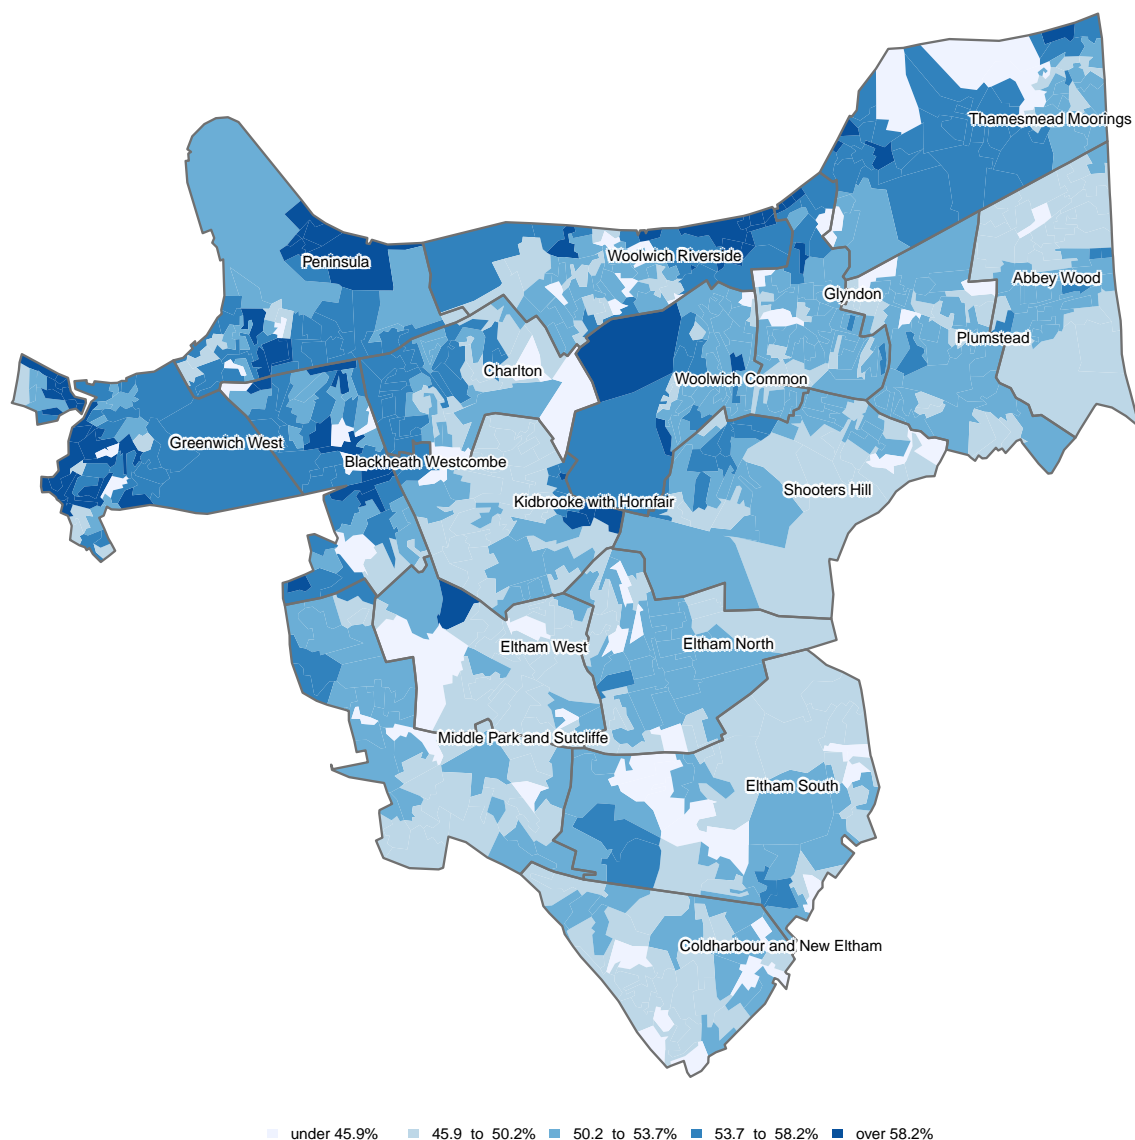 Thamesmead Moorings
Peninsula
Woolwich Riverside
Abbey Wood
Glyndon
Plumstead
Charlton
Woolwich Common
Greenwich West
Blackheath Westcombe
Shooters Hill
Kidbrooke with Hornfair
Eltham West
Eltham North
Middle Park and Sutcliffe
Eltham South
Coldharbour and New Eltham
under 45.9% 45.9 to 50.2% 50.2 to 53.7% 53.7 to 58.2% over 58.2%